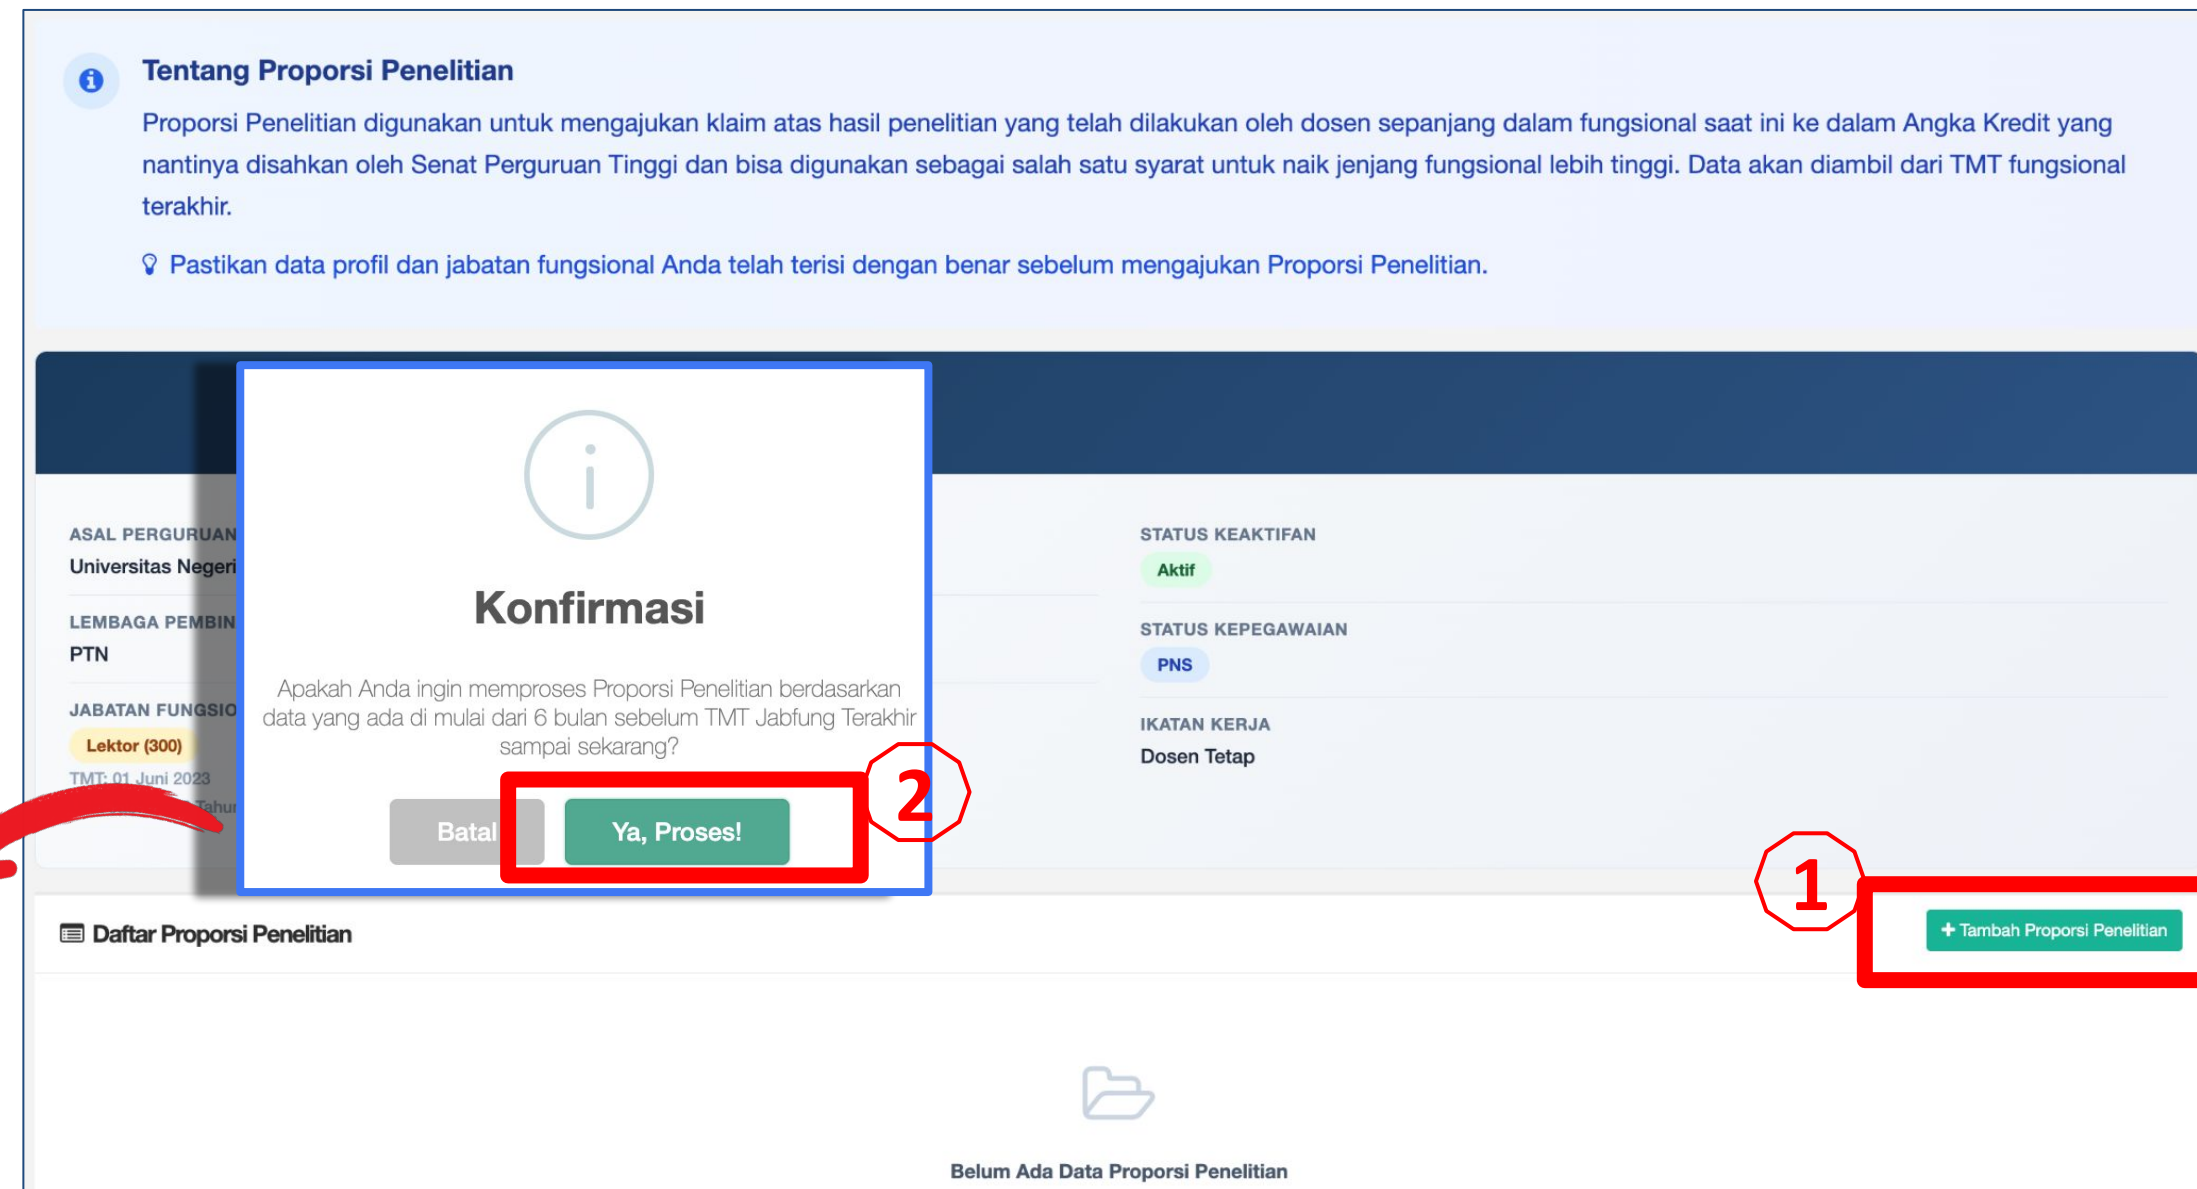 Tentang Proporsi Penelitian
Proporsi Penelitian digunakan untuk mengajukan klaim atas hasil penelitian yang telah dilakukan oleh dosen sepanjang dalam fungsional saat ini ke dalam Angka Kredit yang
nantinya disahkan oleh Senat Perguruan Tinggi dan bisa digunakan sebagai salah satu syarat untuk naik jenjang fungsional lebih tinggi. Data akan diambil dari TMT fungsional
terakhir.
Pastikan data profil dan jabatan fungsional Anda telah terisi dengan benar sebelum mengajukan Proporsi Penelitian.
ASAL PERGURUAN
Universitas Negeri
LEMBAGA PEMBIN
PTN
JABATAN FUNGSIO
Lektor (300)
TMT: 01 Juni 2023
Tahun
Konfirmasi
Apakah Anda ingin memproses Proporsi Penelitian berdasarkan
data yang ada di mulai dari 6 bulan sebelum TMT Jabfung Terakhir
sampai sekarang?
Batal
Ya, Proses!
2
STATUS KEAKTIFAN
Aktif
STATUS KEPEGAWAIAN
PNS
IKATAN KERJA
Dosen Tetap
1
Daftar Proporsi Penelitian
+ Tambah Proporsi Penelitian
Belum Ada Data Proporsi Penelitian